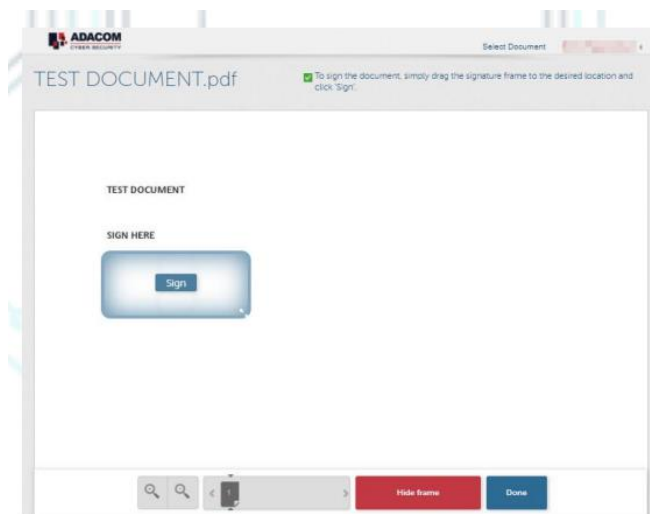 ADACOM
CYBER SECURITY
Select Document
TEST DOCUMENT.pdf
To sign the document, simply drag the signature frame to the desired location and
click 'Sign'.
TEST DOCUMENT
SIGN HERE
Sign
1
Hide frame
Done